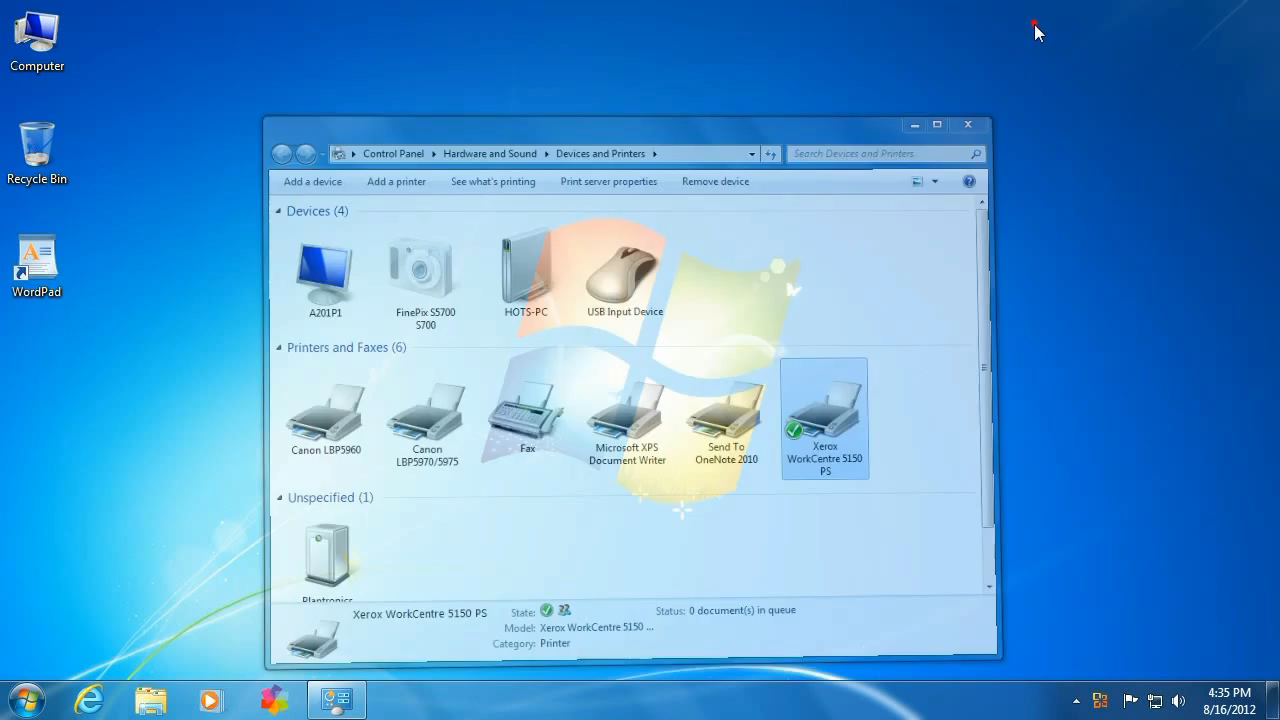 Computer
Recycle Bin
WordPad
Control Panel
Hardware and Sound
Devices and Printers
Search Devices and Printers
Add a device
Add a printer
See what's printing
Print server properties
Remove device
Devices (4)
A201P1
FinePix S5700
S700
HOTS-PC
USB Input Device
Printers and Faxes (6)
Canon LBP5960
Canon
LBP5970/5975
Fax
Microsoft XPS
Document Writer
Send To
OneNote 2010
Xerox
WorkCentre 5150
PS
Unspecified (1)
Plantronics
Xerox WorkCentre 5150 PS
State:
Status: 0 document(s) in queue
Model: Xerox WorkCentre 5150 ...
Category: Printer
4:35 PM
8/16/2012